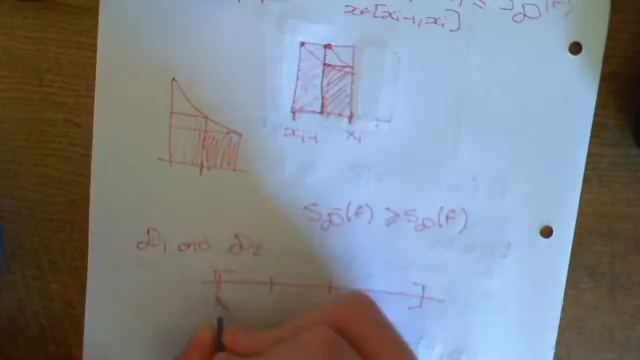 x∈[xᵢ₋₁,xᵢ]
xᵢ₋₁ xᵢ
S𝒟̃(f) ⩾ S𝒟(f)
𝒟₁ and 𝒟₂